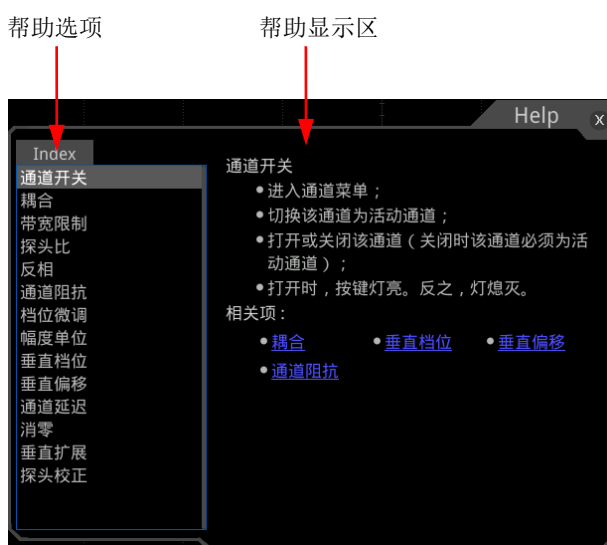 帮助选项 帮助显示区
Help x
Index
通道开关
耦合
带宽限制
探头比
反相
通道阻抗
档位微调
幅度单位
垂直档位
垂直偏移
通道延迟
消零
垂直扩展
探头校正
通道开关
•进入通道菜单；
•切换该通道为活动通道；
•打开或关闭该通道（关闭时该通道必须为活
动通道）；
•打开时，按键灯亮。反之，灯熄灭。
相关项：
•耦合 •垂直档位 •垂直偏移
•通道阻抗